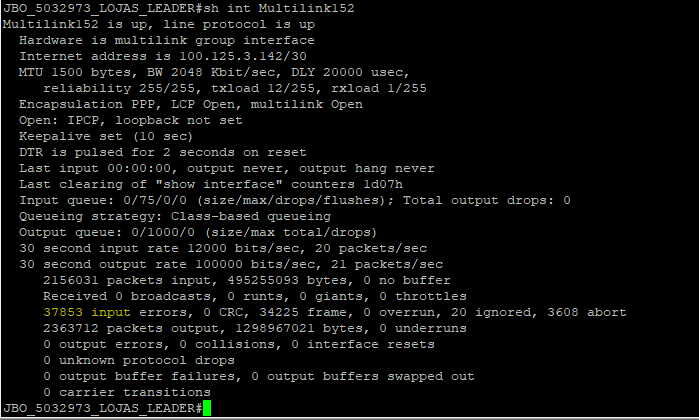 JBO_5032973_LOJAS_LEADER#sh int Multilink152
Multilink152 is up, line protocol is up
Hardware is multilink group interface
Internet address is 100.125.3.142/30
MTU 1500 bytes, BW 2048 Kbit/sec, DLY 20000 usec,
reliability 255/255, txload 12/255, rxload 1/255
Encapsulation PPP, LCP Open, multilink Open
Open: IPCP, loopback not set
Keepalive set (10 sec)
DTR is pulsed for 2 seconds on reset
Last input 00:00:00, output never, output hang never
Last clearing of "show interface" counters 1d07h
Input queue: 0/75/0/0 (size/max/drops/flushes); Total output drops: 0
Queueing strategy: Class-based queueing
Output queue: 0/1000/0 (size/max total/drops)
30 second input rate 12000 bits/sec, 20 packets/sec
30 second output rate 100000 bits/sec, 21 packets/sec
2156031 packets input, 495255093 bytes, 0 no buffer
Received 0 broadcasts, 0 runts, 0 giants, 0 throttles
37853 input errors, 0 CRC, 34225 frame, 0 overrun, 20 ignored, 3608 abort
2363712 packets output, 1298967021 bytes, 0 underruns
0 output errors, 0 collisions, 0 interface resets
0 unknown protocol drops
0 output buffer failures, 0 output buffers swapped out
0 carrier transitions
JBO_5032973_LOJAS_LEADER#